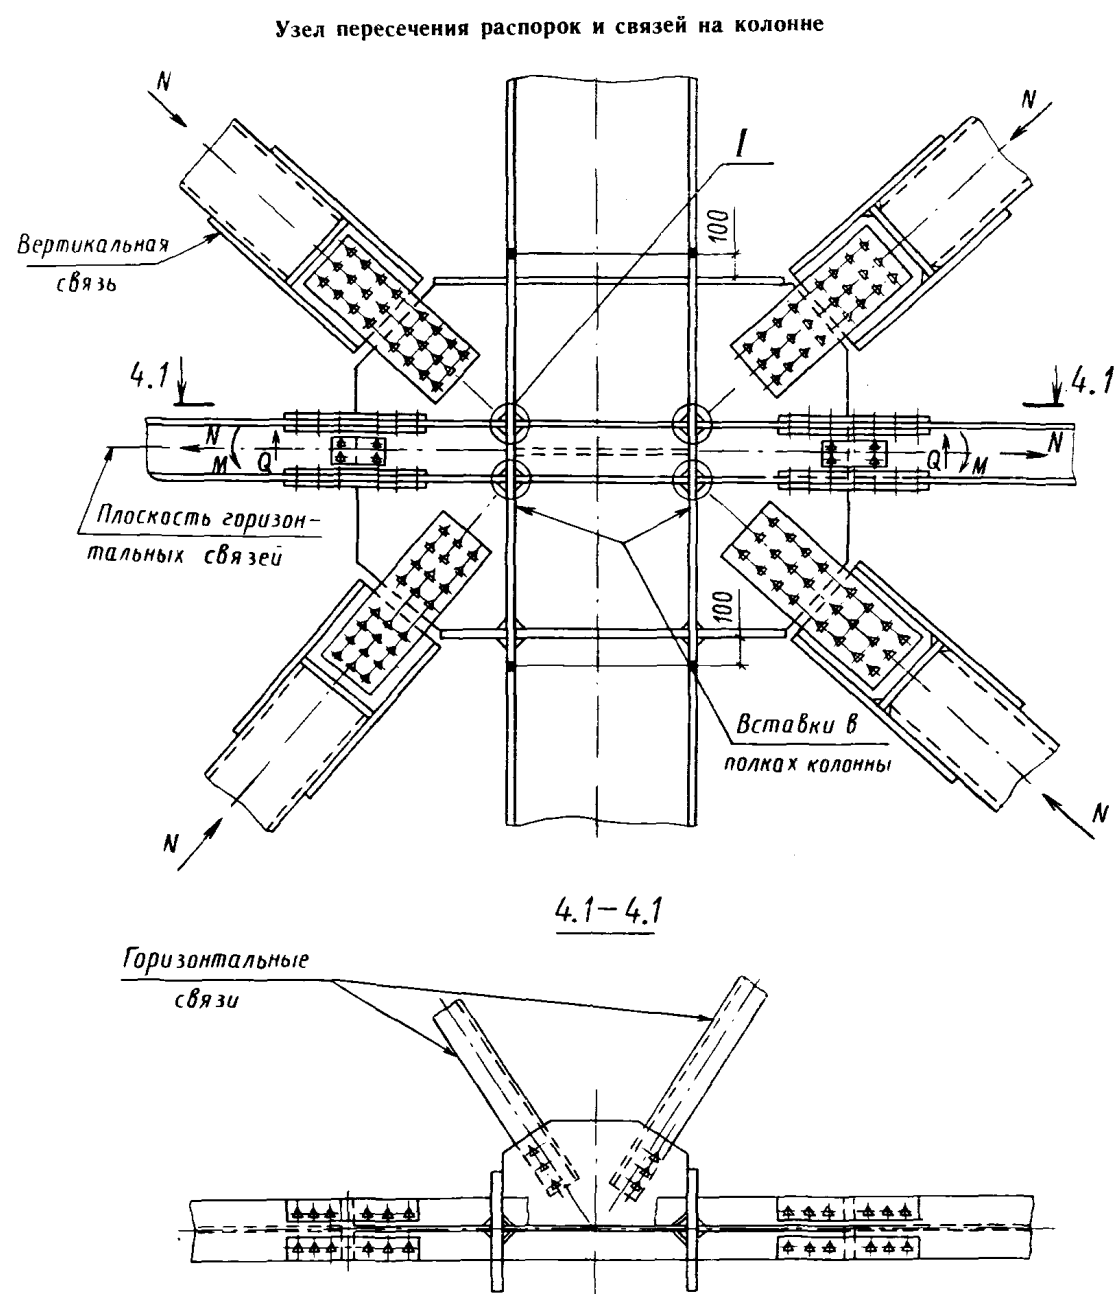 Узел пересечения распорок и связей на колонне
N
N
I
100
Вертикальная
связь
4.1
4.1
N
M
Q
Q
M
N
Плоскость горизон-
тальных связей
100
Вставки в
полках колонны
N
N
4.1—4.1
Горизонтальные
связи